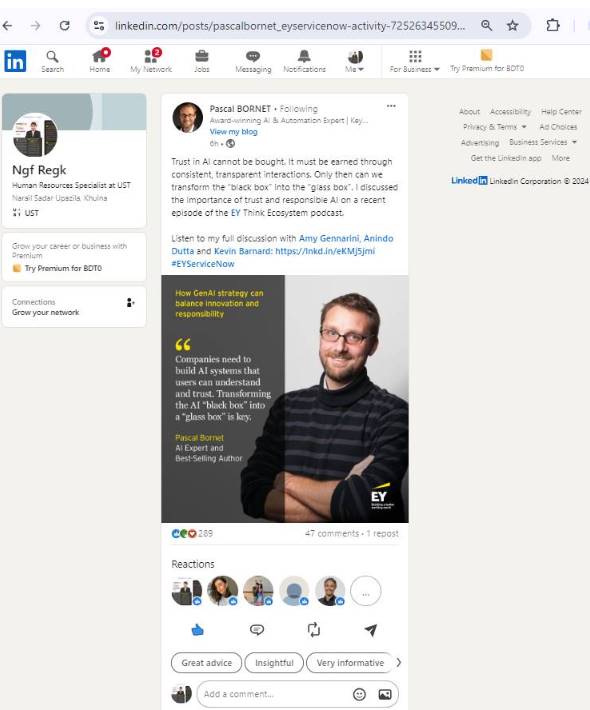 linkedin.com/posts/pascalbornet_eyservicenow-activity-72526345509...
in
2
Search
Home
My Network
Jobs
Messaging
Notifications
Me
For Business
Try Premium for BDT0
Ngf Regk
Human Resources Specialist at UST
Narail Sadar Upazila, Khulna
UST
Grow your career or business with
Premium
Try Premium for BDT0
Connections
Grow your network
Pascal BORNET • Following
Award-winning AI & Automation Expert | Key...
View my blog
6h •
Trust in AI cannot be bought. It must be earned through
consistent, transparent interactions. Only then can we
transform the "black box" into the "glass box". I discussed
the importance of trust and responsible AI on a recent
episode of the EY Think Ecosystem podcast.
Listen to my full discussion with Amy Gennarini, Anindo
Dutta and Kevin Barnard: https://lnkd.in/eKMJ5jmi
#EYServiceNow
How GenAI strategy can
balance innovation and
responsibility
“
Companies need to
build AI systems that
users can understand
and trust. Transforming
the AI “black box” into
a “glass box” is key.
Pascal Bornet
AI Expert and
Best-Selling Author
EY
Building a better
working world
289
47 comments • 1 repost
Reactions
...
Great advice
Insightful
Very informative
Add a comment...
About Accessibility Help Center
Privacy & Terms Ad Choices
Advertising Business Services
Get the LinkedIn app More
LinkedIn LinkedIn Corporation © 2024